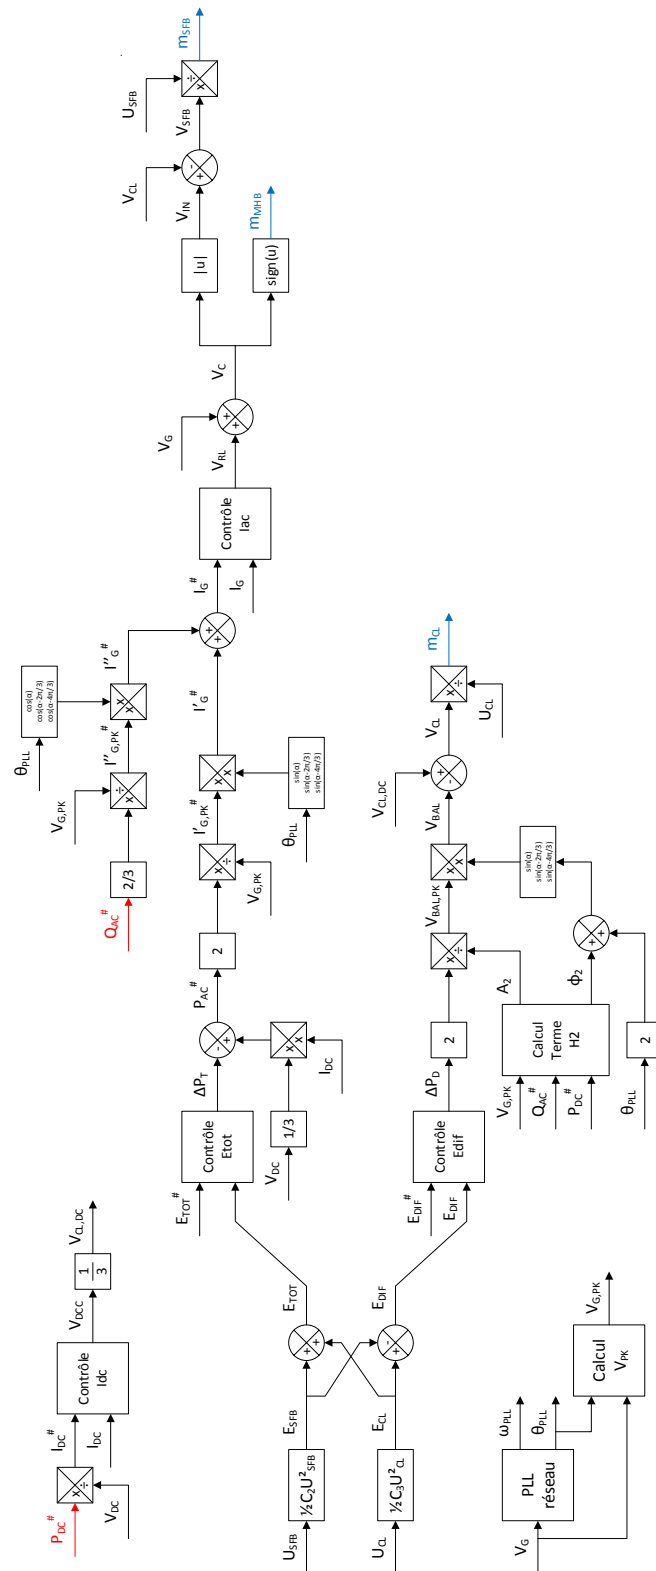 P_DC^#
x
÷
V_DC
I_DC^#
I_DC
Contrôle
Idc
V_DCC
1
3
V_CL,DC
U_SFB
½C₂U²_SFB
E_SFB
U_CL
½C₃U²_CL
E_CL
+
+
E_TOT
+
-
E_DIF
E_TOT^#
Contrôle
Etot
ΔP_T
V_DC
1/3
x
x
I_DC
-
+
P_AC^#
2
x
÷
V_G,PK
I'_G,PK^#
x
x
sin(α)
sin(α-2π/3)
sin(α-4π/3)
θ_PLL
I'_G^#
Q_AC^#
2/3
x
÷
V_G,PK
I''_G,PK^#
x
x
cos(α)
cos(α-2π/3)
cos(α-4π/3)
θ_PLL
I''_G^#
+
+
I_G^#
I_G
Contrôle
Iac
V_RL
V_G
+
+
V_C
|u|
sign(u)
m_MHB
V_IN
V_CL
+
-
V_SFB
U_SFB
x
÷
m_SFB
E_DIF^#
E_DIF
Contrôle
Edif
ΔP_D
2
x
÷
V_BAL,PK
x
x
V_BAL
V_CL,DC
-
+
V_CL
x
÷
U_CL
m_CL
V_G,PK
Q_AC^#
P_DC^#
Calcul
Terme
H2
A₂
ϕ₂
θ_PLL
2
+
+
sin(α)
sin(α-2π/3)
sin(α-4π/3)
V_G
PLL
réseau
ω_PLL
θ_PLL
Calcul
V_PK
V_G,PK